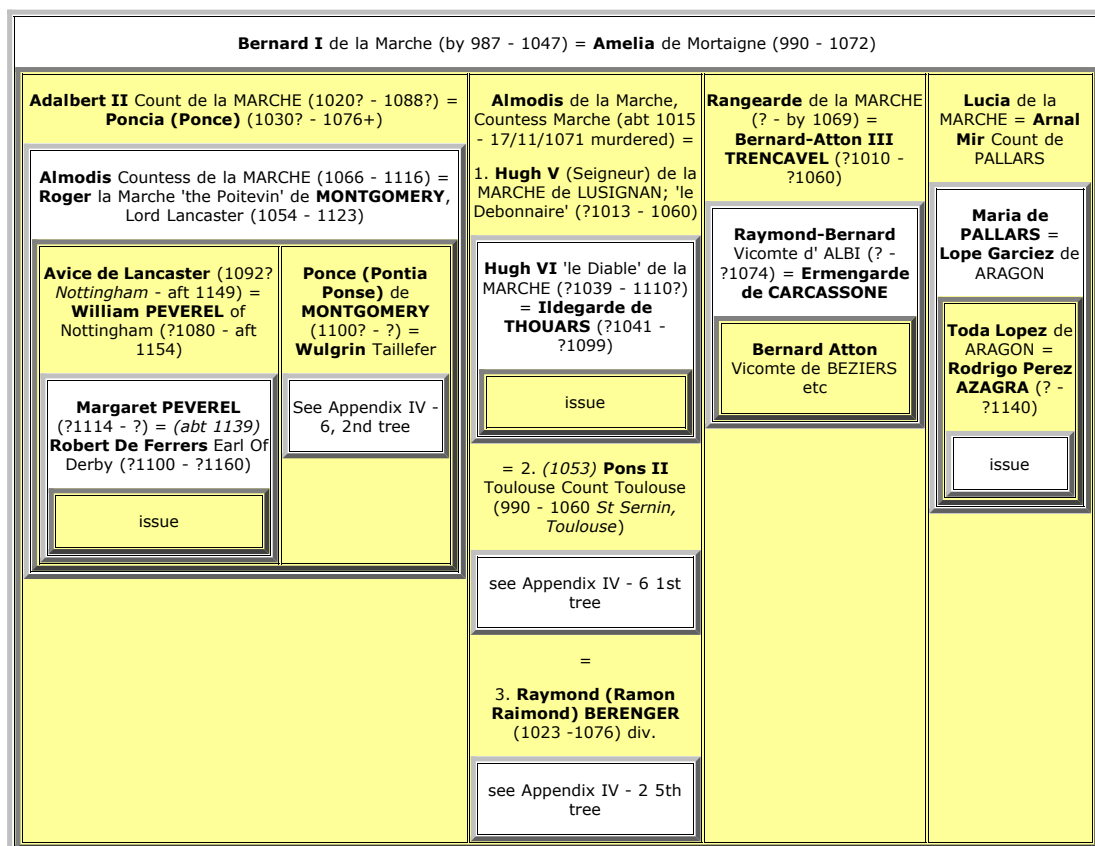 Bernard I de la Marche (by 987 - 1047) = Amelia de Mortaigne (990 - 1072)
Adalbert II Count de la MARCHE (1020? - 1088?) =
Poncia (Ponce) (1030? - 1076+)
Almodis Countess de la MARCHE (1066 - 1116) =
Roger la Marche 'the Poitevin' de MONTGOMERY,
Lord Lancaster (1054 - 1123)
Avice de Lancaster (1092?
Nottingham - aft 1149) =
William PEVEREL of
Nottingham (?1080 - aft
1154)
Margaret PEVEREL
(?1114 - ?) = (abt 1139)
Robert De Ferrers Earl Of
Derby (?1100 - ?1160)
issue
Ponce (Pontia
Ponse) de
MONTGOMERY
(1100? - ?) =
Wulgrin Taillefer
See Appendix IV -
6, 2nd tree
Almodis de la Marche,
Countess Marche (abt 1015
- 17/11/1071 murdered) =
1. Hugh V (Seigneur) de la
MARCHE de LUSIGNAN; 'le
Debonnaire' (?1013 - 1060)
Hugh VI 'le Diable' de la
MARCHE (?1039 - 1110?)
= Ildegarde de
THOUARS (?1041 -
?1099)
issue
= 2. (1053) Pons II
Toulouse Count Toulouse
(990 - 1060 St Sernin,
Toulouse)
see Appendix IV - 6 1st
tree
=
3. Raymond (Ramon
Raimond) BERENGER
(1023 -1076) div.
see Appendix IV - 2 5th
tree
Rangearde de la MARCHE
(? - by 1069) =
Bernard-Atton III
TRENCAVEL (?1010 -
?1060)
Raymond-Bernard
Vicomte d' ALBI (? -
?1074) = Ermengarde
de CARCASSONE
Bernard Atton
Vicomte de BEZIERS
etc
Lucia de la
MARCHE = Arnal
Mir Count de
PALLARS
Maria de
PALLARS =
Lope Garciez de
ARAGON
Toda Lopez de
ARAGON =
Rodrigo Perez
AZAGRA (? -
?1140)
issue